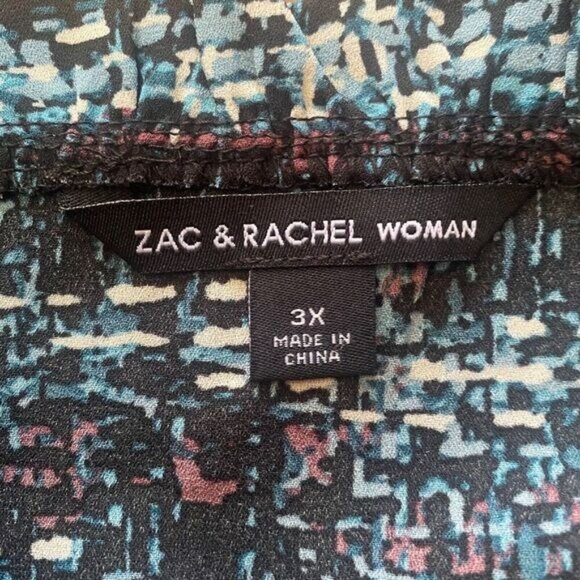 ZAC & RACHEL WOMAN
3X
MADE IN
CHINA